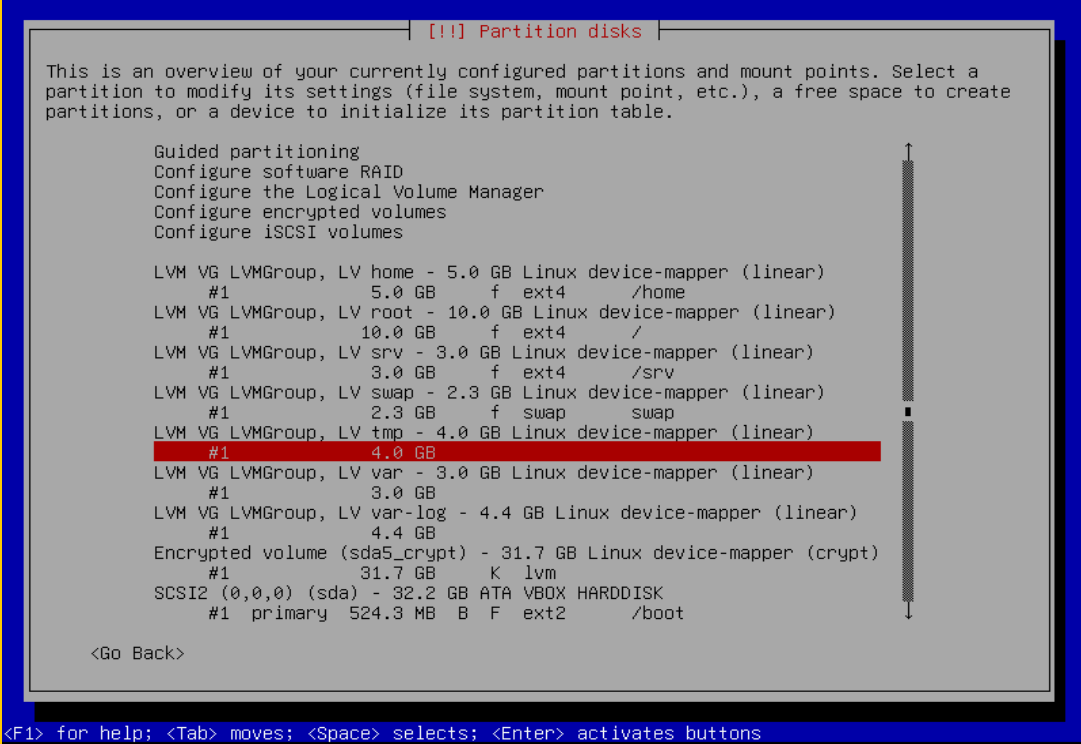 [!!] Partition disks
This is an overview of your currently configured partitions and mount points. Select a
partition to modify its settings (file system, mount point, etc.), a free space to create
partitions, or a device to initialize its partition table.
Guided partitioning
Configure software RAID
Configure the Logical Volume Manager
Configure encrypted volumes
Configure iSCSI volumes
LVM VG LVMGroup, LV home - 5.0 GB Linux device-mapper (linear)
#1 5.0 GB f ext4 /home
LVM VG LVMGroup, LV root - 10.0 GB Linux device-mapper (linear)
#1 10.0 GB f ext4 /
LVM VG LVMGroup, LV srv - 3.0 GB Linux device-mapper (linear)
#1 3.0 GB f ext4 /srv
LVM VG LVMGroup, LV swap - 2.3 GB Linux device-mapper (linear)
#1 2.3 GB f swap swap
LVM VG LVMGroup, LV tmp - 4.0 GB Linux device-mapper (linear)
#1 4.0 GB
LVM VG LVMGroup, LV var - 3.0 GB Linux device-mapper (linear)
#1 3.0 GB
LVM VG LVMGroup, LV var-log - 4.4 GB Linux device-mapper (linear)
#1 4.4 GB
Encrypted volume (sda5_crypt) - 31.7 GB Linux device-mapper (crypt)
#1 31.7 GB K lvm
SCSI2 (0,0,0) (sda) - 32.2 GB ATA VBOX HARDDISK
#1 primary 524.3 MB B F ext2 /boot
<Go Back>
<F1> for help; <Tab> moves; <Space> selects; <Enter> activates buttons